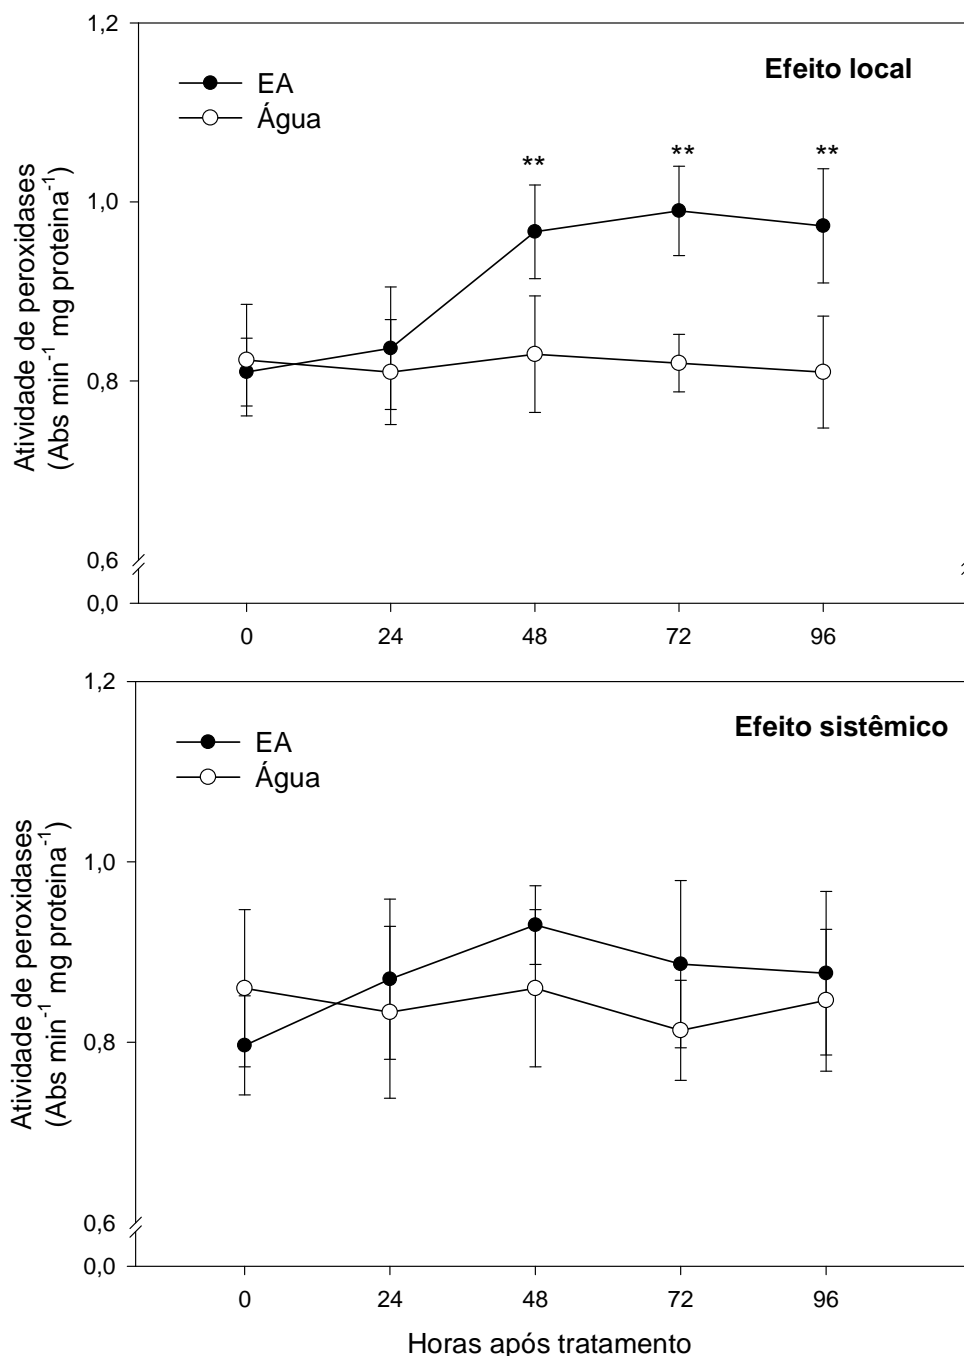 1,2
Efeito local
EA
Água
Atividade de peroxidases
(Abs min⁻¹ mg proteina⁻¹)
** ** **
1,0
0,8
0,6
0,0
0 24 48 72 96
1,2
Efeito sistêmico
EA
Água
Atividade de peroxidases
(Abs min⁻¹ mg proteina⁻¹)
1,0
0,8
0,6
0,0
0 24 48 72 96
Horas após tratamento